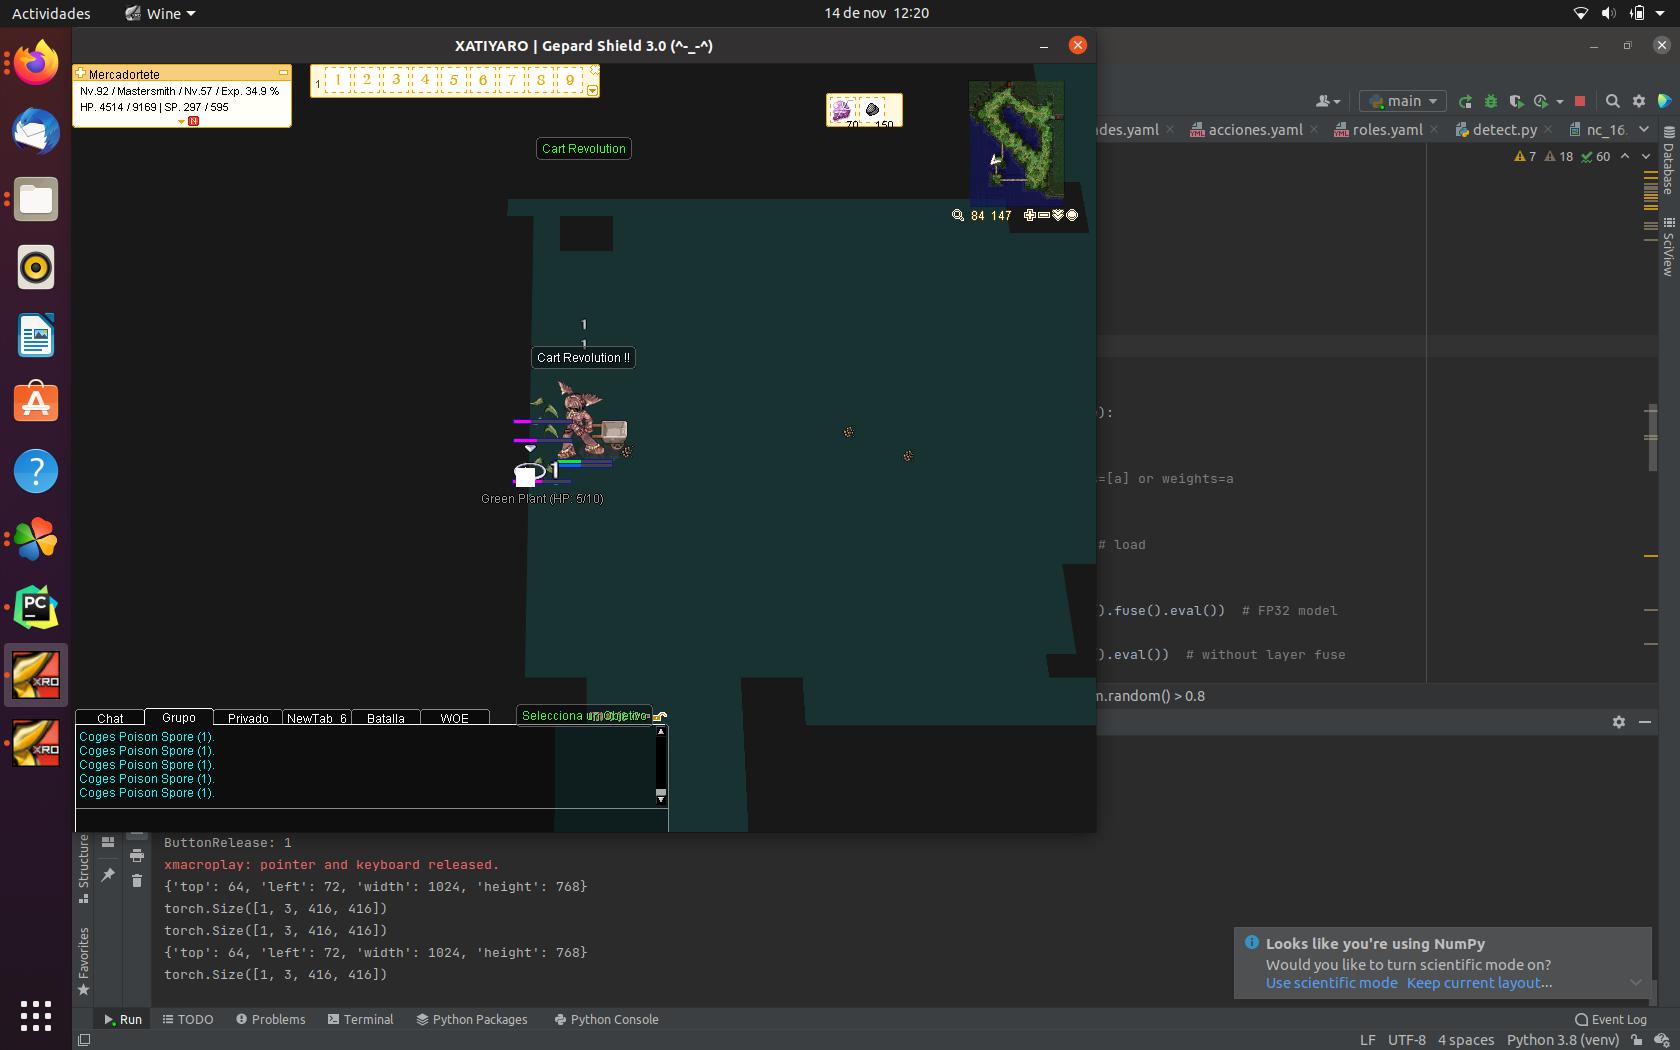 Actividades
Wine
14 de nov 12:20
XATIYARO | Gepard Shield 3.0 (^-_-^)
Mercadortete
Nv.92 / Mastersmith / Nv.57 / Exp. 34.9 %
HP. 4514 / 9169 | SP. 297 / 595
N
1
1 2 3 4 5 6 7 8 9
70 150
Cart Revolution
84 147
main
des.yaml
acciones.yaml
roles.yaml
detect.py
nc_16.
7 18 60
Database
SciView
1
1
Cart Revolution !!
1
Green Plant (HP: 5/10)
):
=[a] or weights=a
# load
).fuse().eval()) # FP32 model
).eval()) # without layer fuse
m.random() > 0.8
Chat
Grupo
Privado
NewTab_6
Batalla
WOE
Coges Poison Spore (1).
Coges Poison Spore (1).
Coges Poison Spore (1).
Coges Poison Spore (1).
Coges Poison Spore (1).
ButtonRelease: 1
xmacroplay: pointer and keyboard released.
{'top': 64, 'left': 72, 'width': 1024, 'height': 768}
torch.Size([1, 3, 416, 416])
torch.Size([1, 3, 416, 416])
{'top': 64, 'left': 72, 'width': 1024, 'height': 768}
torch.Size([1, 3, 416, 416])
Structure
Favorites
PC
XRO
XRO
Looks like you're using NumPy
Would you like to turn scientific mode on?
Use scientific mode Keep current layout...
Run
TODO
Problems
Terminal
Python Packages
Python Console
Event Log
LF UTF-8 4 spaces Python 3.8 (venv)